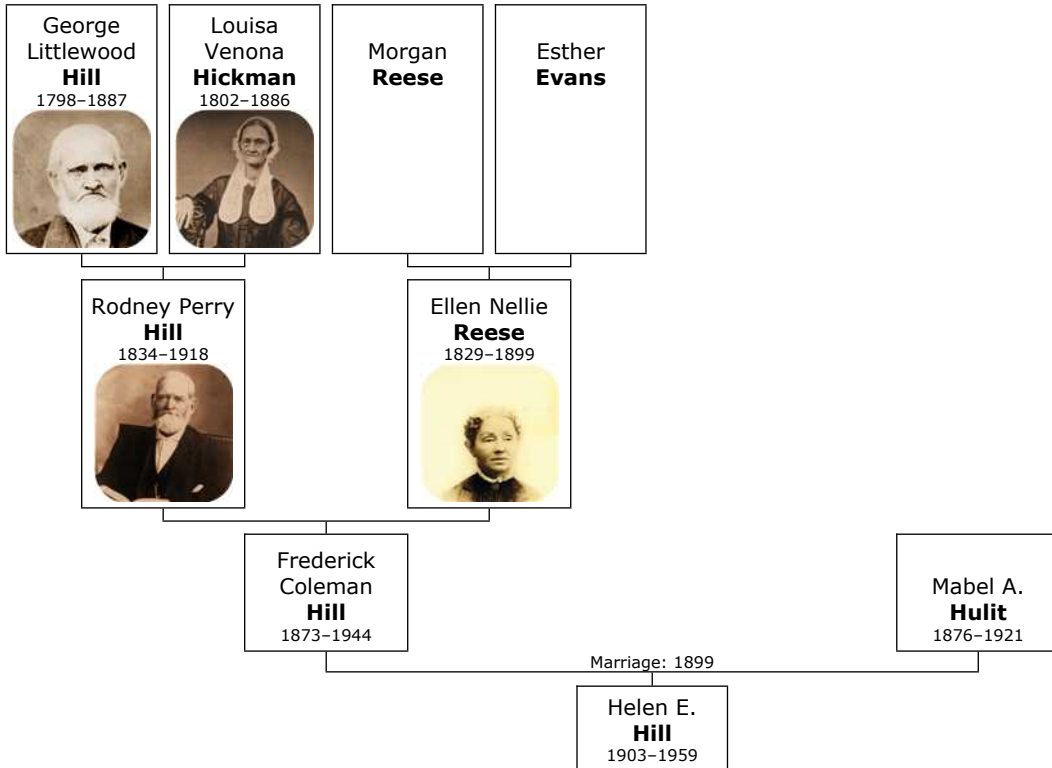 George
Littlewood
Hill
1798–1887
Louisa
Venona
Hickman
1802–1886
Morgan
Reese
Esther
Evans
Rodney Perry
Hill
1834–1918
Ellen Nellie
Reese
1829–1899
Frederick
Coleman
Hill
1873–1944
Mabel A.
Hulit
1876–1921
Marriage: 1899
Helen E.
Hill
1903–1959